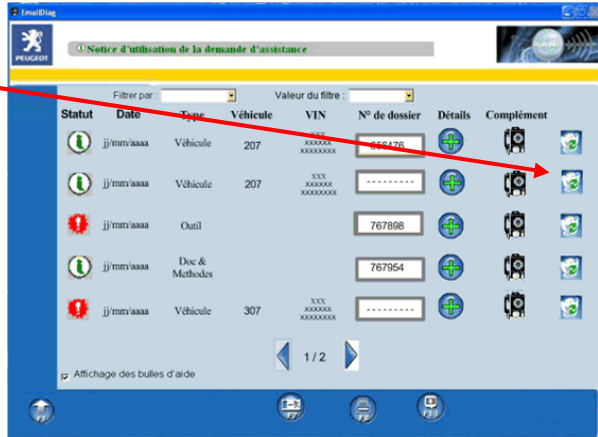 EmailDiag
PEUGEOT
Notice d'utilisation de la demande d'assistance
Filtrer par : Valeur du filtre :
Statut Date Type Véhicule VIN N° de dossier Détails Complément
jj/mm/aaaa Véhicule 207 xxx xxxxxx xxxxxxxx 656476
jj/mm/aaaa Véhicule 207 xxx xxxxxx xxxxxxxx ---------
jj/mm/aaaa Outil 767898
jj/mm/aaaa Doc & Methodes 767954
jj/mm/aaaa Véhicule 307 xxx xxxxxx xxxxxxxx ---------
1 / 2
Affichage des bulles d'aide